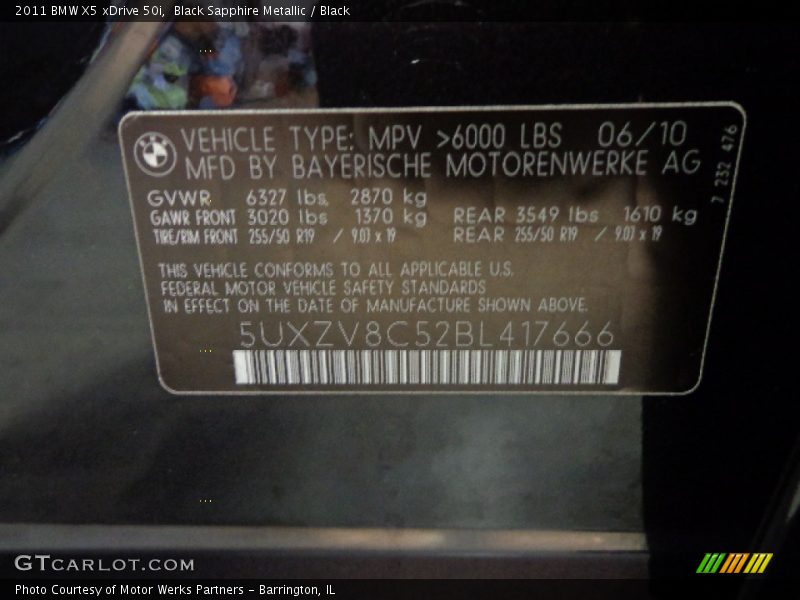 2011 BMW X5 xDrive 50i, Black Sapphire Metallic / Black
VEHICLE TYPE: MPV >6000 LBS 06/10
MFD BY BAYERISCHE MOTORENWERKE AG
7 232 476
GVWR 6327 lbs, 2870 kg
GAWR FRONT 3020 lbs 1370 kg REAR 3549 lbs 1610 kg
TIRE/RIM FRONT 255/50 R19 / 9.0J x 19 REAR 255/50 R19 / 9.0J x 19
THIS VEHICLE CONFORMS TO ALL APPLICABLE U.S.
FEDERAL MOTOR VEHICLE SAFETY STANDARDS
IN EFFECT ON THE DATE OF MANUFACTURE SHOWN ABOVE.
5UXZV8C52BL417666
GTCARLOT.COM
Photo Courtesy of Motor Werks Partners - Barrington, IL